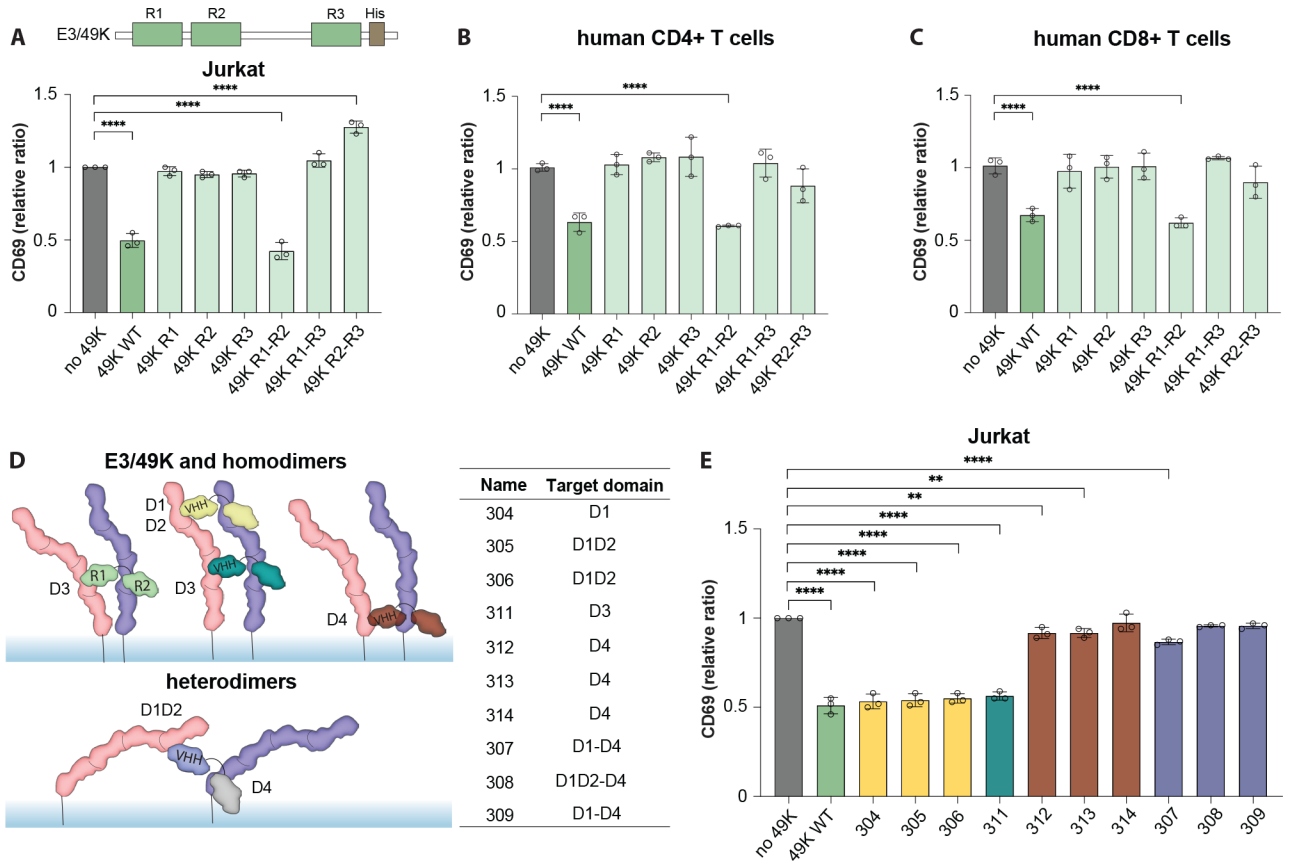 R1 R2 R3 His
A E3/49K
Jurkat
****
****
****
CD69 (relative ratio)
1.5
1
0.5
0
no 49K
49K WT
49K R1
49K R2
49K R3
49K R1-R2
49K R1-R3
49K R2-R3
B human CD4+ T cells
****
****
CD69 (relative ratio)
1.5
1
0.5
0
no 49K
49K WT
49K R1
49K R2
49K R3
49K R1-R2
49K R1-R3
49K R2-R3
C human CD8+ T cells
****
****
CD69 (relative ratio)
1.5
1
0.5
0
no 49K
49K WT
49K R1
49K R2
49K R3
49K R1-R2
49K R1-R3
49K R2-R3
D E3/49K and homodimers
D3 R1 R2
D1 VHH
D2
D3 VHH
D4 VHH
heterodimers
D1D2
VHH
D4
Name Target domain
304 D1
305 D1D2
306 D1D2
311 D3
312 D4
313 D4
314 D4
307 D1-D4
308 D1D2-D4
309 D1-D4
E Jurkat
****
**
**
****
****
****
****
****
CD69 (relative ratio)
1.5
1
0.5
0
no 49K
49K WT
304
305
306
311
312
313
314
307
308
309